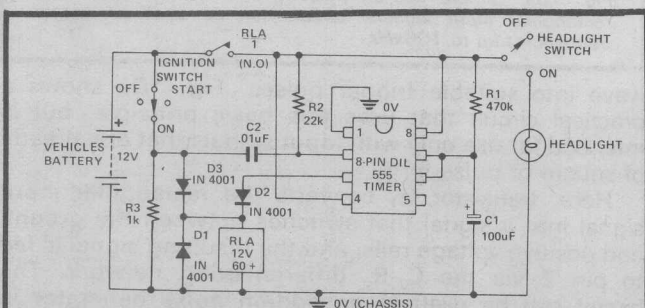 RLA
1
(N.O)
OFF
HEADLIGHT
SWITCH
ON
IGNITION
SWITCH
START
OFF
ON
0V
R1
470k
R2
22k
C2
.01uF
1
8
8-PIN DIL
555
TIMER
4
5
VEHICLES
BATTERY
12V
+
D3
IN 4001
D2
IN 4001
HEADLIGHT
R3
1k
D1
IN
4001
RLA
12V
60 +
+
C1
100uF
0V (CHASSIS)